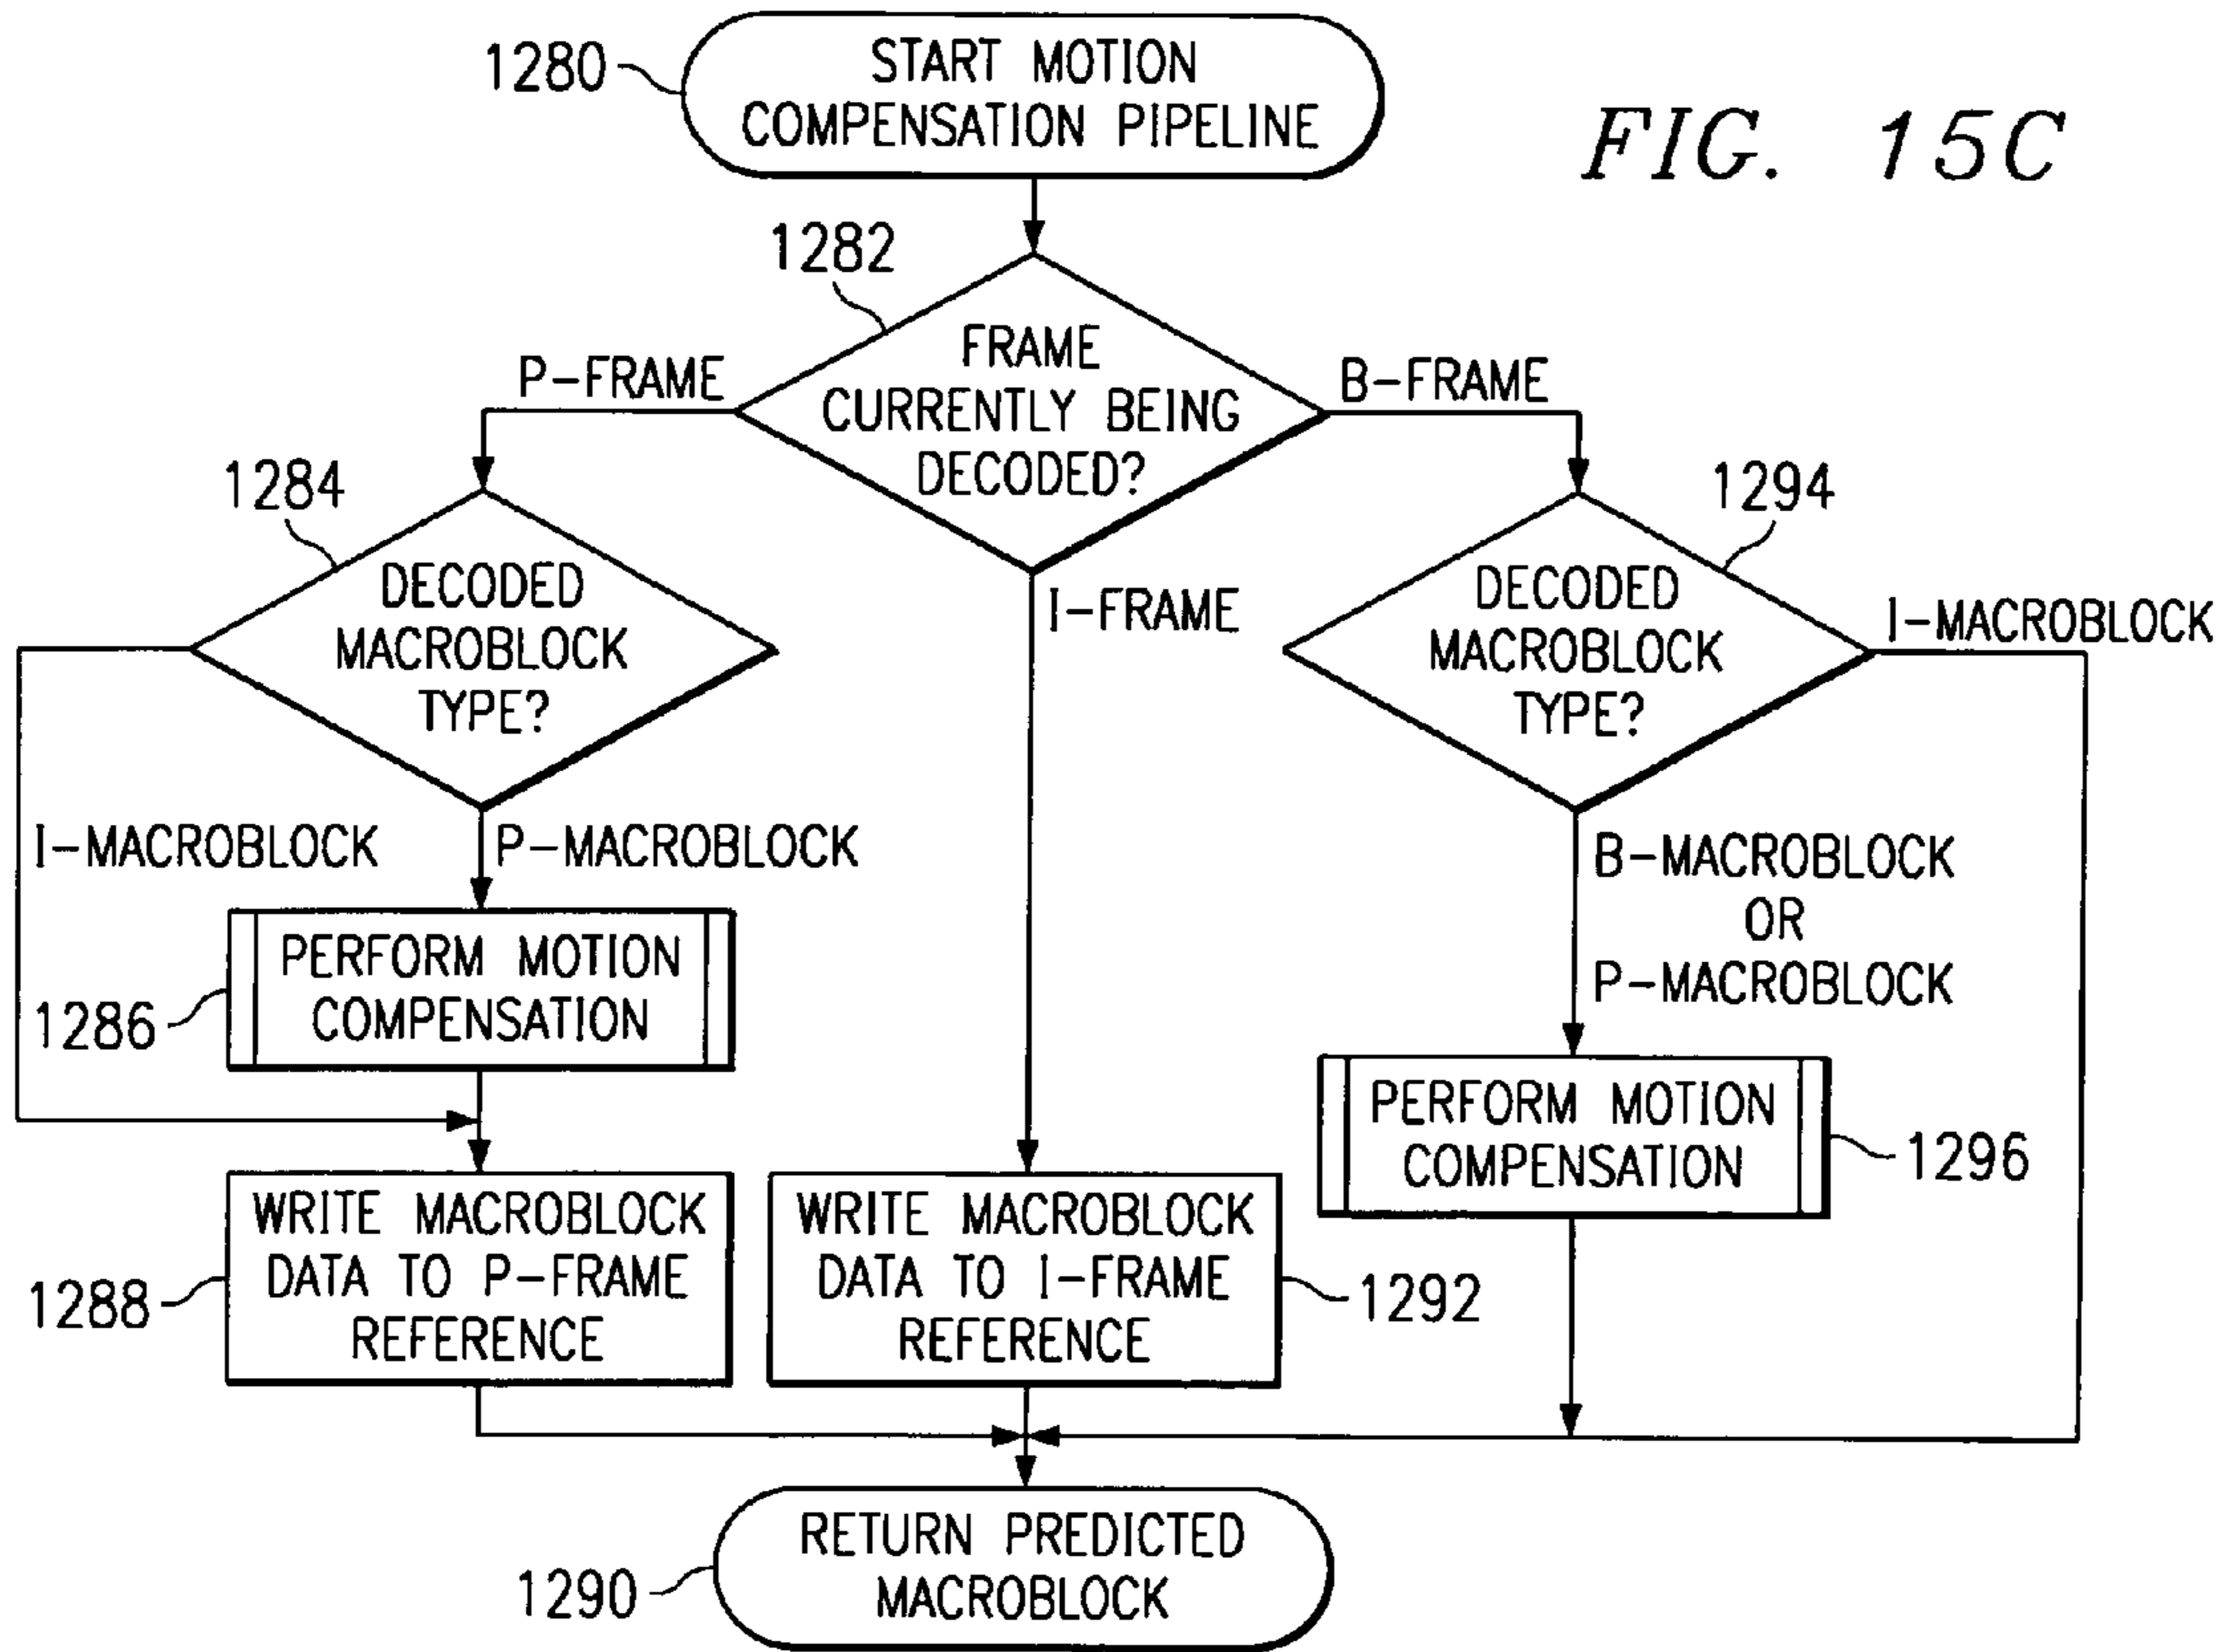 1280
START MOTION
COMPENSATION PIPELINE
FIG. 15C
1282
FRAME
CURRENTLY BEING
DECODED?
P-FRAME
B-FRAME
I-FRAME
1284
DECODED
MACROBLOCK
TYPE?
1294
DECODED
MACROBLOCK
TYPE?
I-MACROBLOCK
I-MACROBLOCK
P-MACROBLOCK
B-MACROBLOCK
OR
P-MACROBLOCK
PERFORM MOTION
COMPENSATION
1286
PERFORM MOTION
COMPENSATION
1296
WRITE MACROBLOCK
DATA TO P-FRAME
REFERENCE
1288
WRITE MACROBLOCK
DATA TO I-FRAME
REFERENCE
1292
RETURN PREDICTED
MACROBLOCK
1290